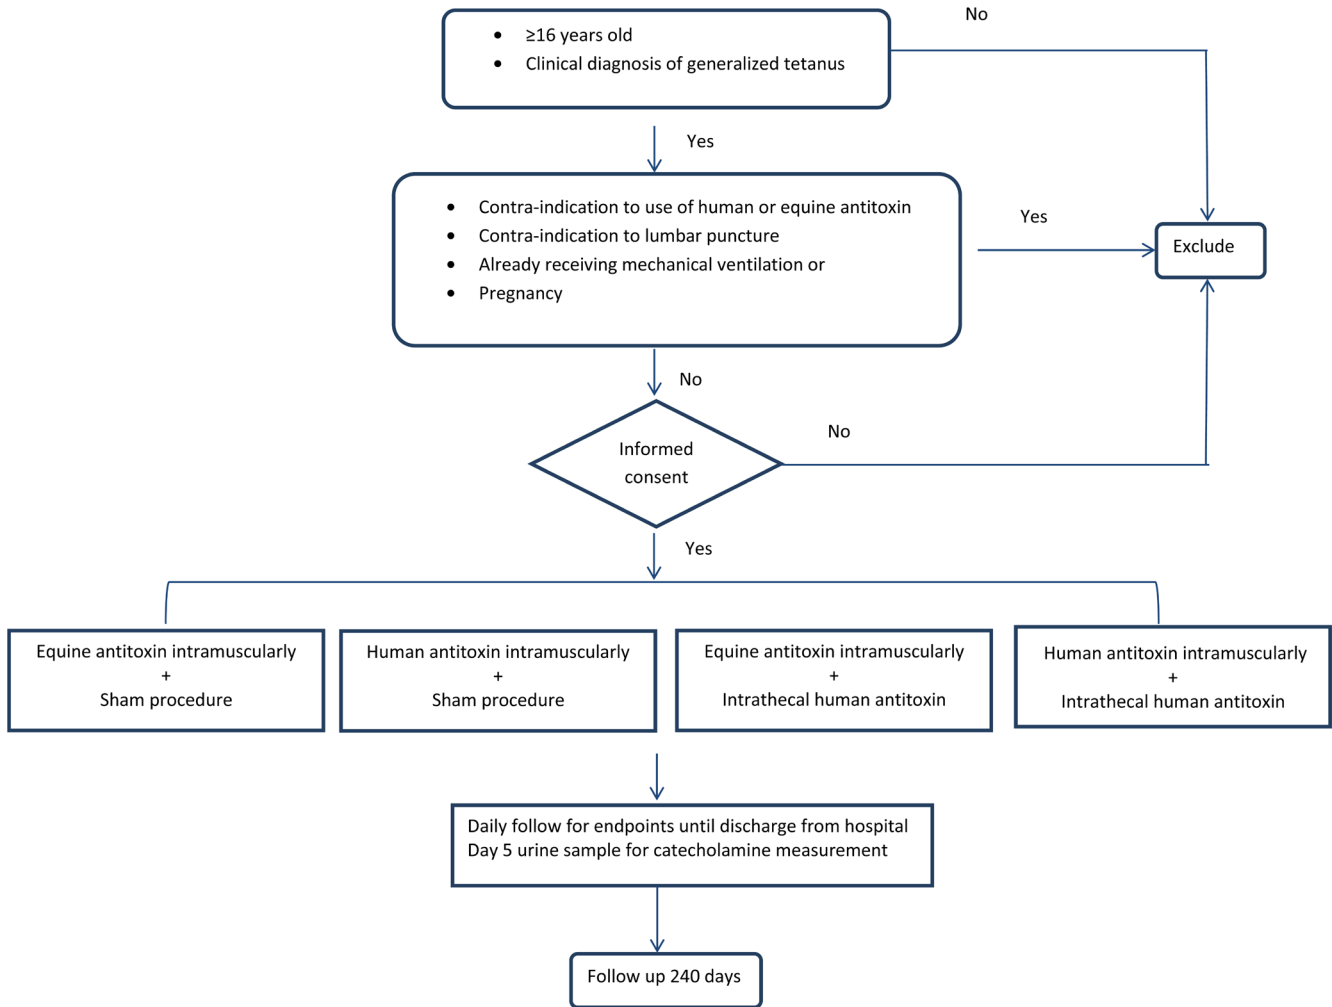 No
• ≥16 years old
• Clinical diagnosis of generalized tetanus
Yes
• Contra-indication to use of human or equine antitoxin
• Contra-indication to lumbar puncture
• Already receiving mechanical ventilation or
• Pregnancy
Yes
Exclude
No
Informed
consent
No
Yes
Equine antitoxin intramuscularly
+
Sham procedure
Human antitoxin intramuscularly
+
Sham procedure
Equine antitoxin intramuscularly
+
Intrathecal human antitoxin
Human antitoxin intramuscularly
+
Intrathecal human antitoxin
Daily follow for endpoints until discharge from hospital
Day 5 urine sample for catecholamine measurement
Follow up 240 days